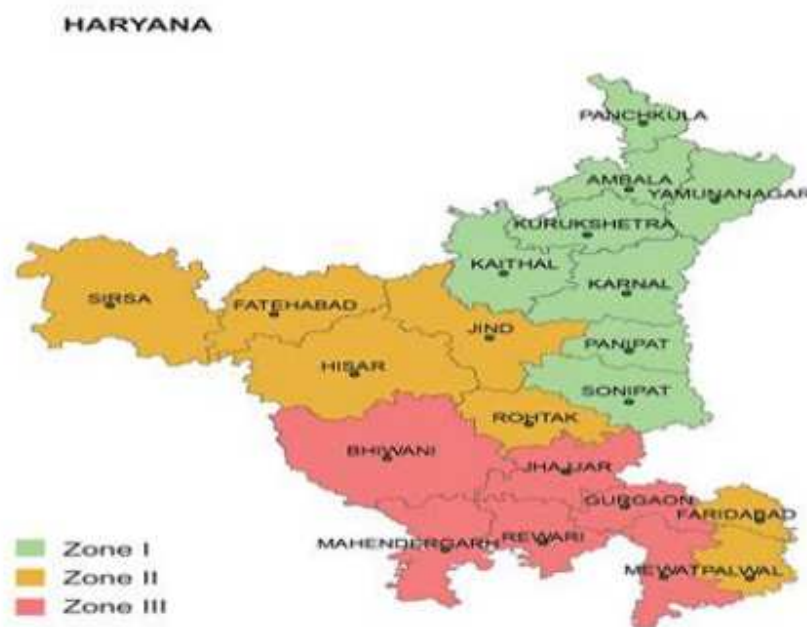 HARYANA
PANCHKULA
AMBALA
YAMUNANAGAR
KURUKSHETRA
KAITHAL
KARNAL
SIRSA
FATEHABAD
JIND
PANIPAT
HISAR
SONIPAT
ROHTAK
BHIWANI
JHAJJAR
GURGAON
FARIDABAD
MAHENDERGARH
REWARI
MEWAT
PALWAL
Zone I
Zone II
Zone III